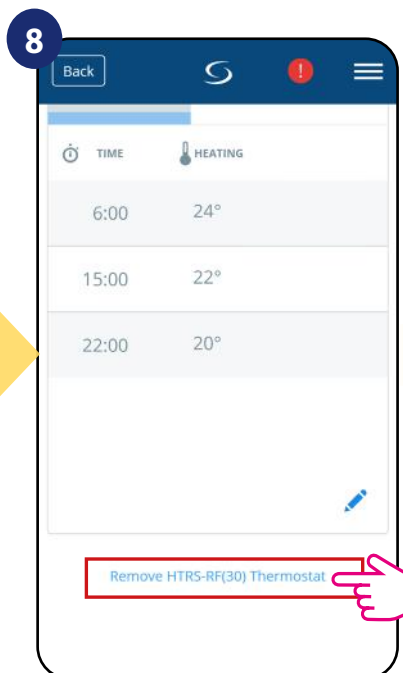 8
Back
!
TIME HEATING
6:00 24°
15:00 22°
22:00 20°
Remove HTRS-RF(30) Thermostat